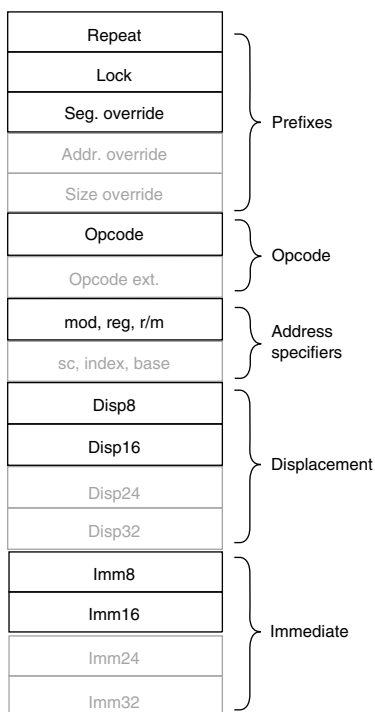 Repeat
Lock
Seg. override
Addr. override
Size override
Prefixes
Opcode
Opcode ext.
Opcode
mod, reg, r/m
sc, index, base
Address
specifiers
Disp8
Disp16
Disp24
Disp32
Displacement
Imm8
Imm16
Imm24
Imm32
Immediate